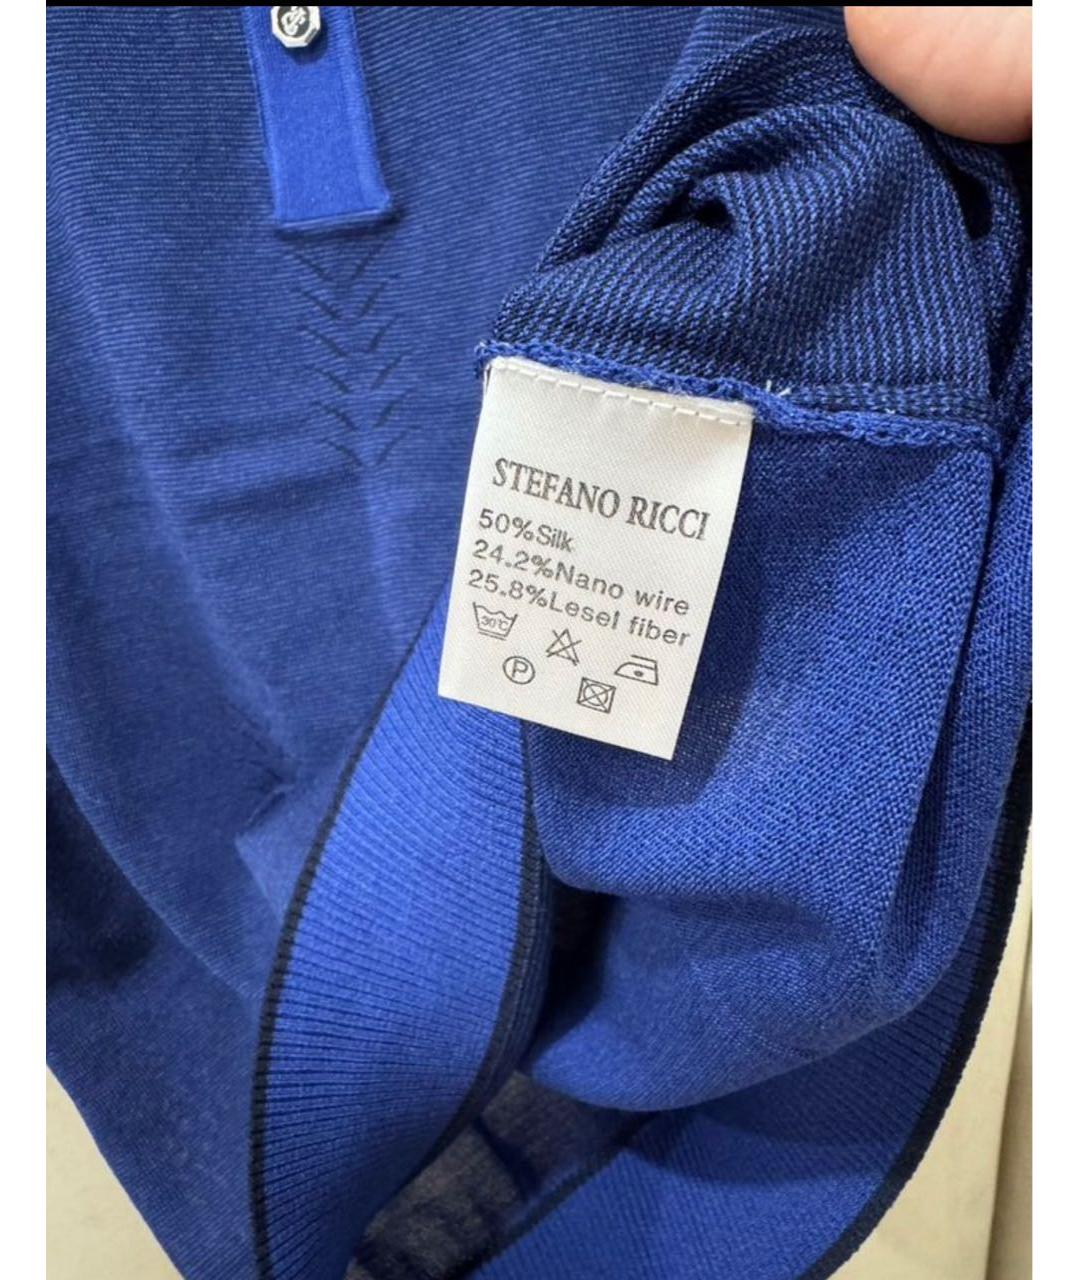 STEFANO RICCI
50%Silk
24.2%Nano wire
25.8%Lesel fiber
30℃
P